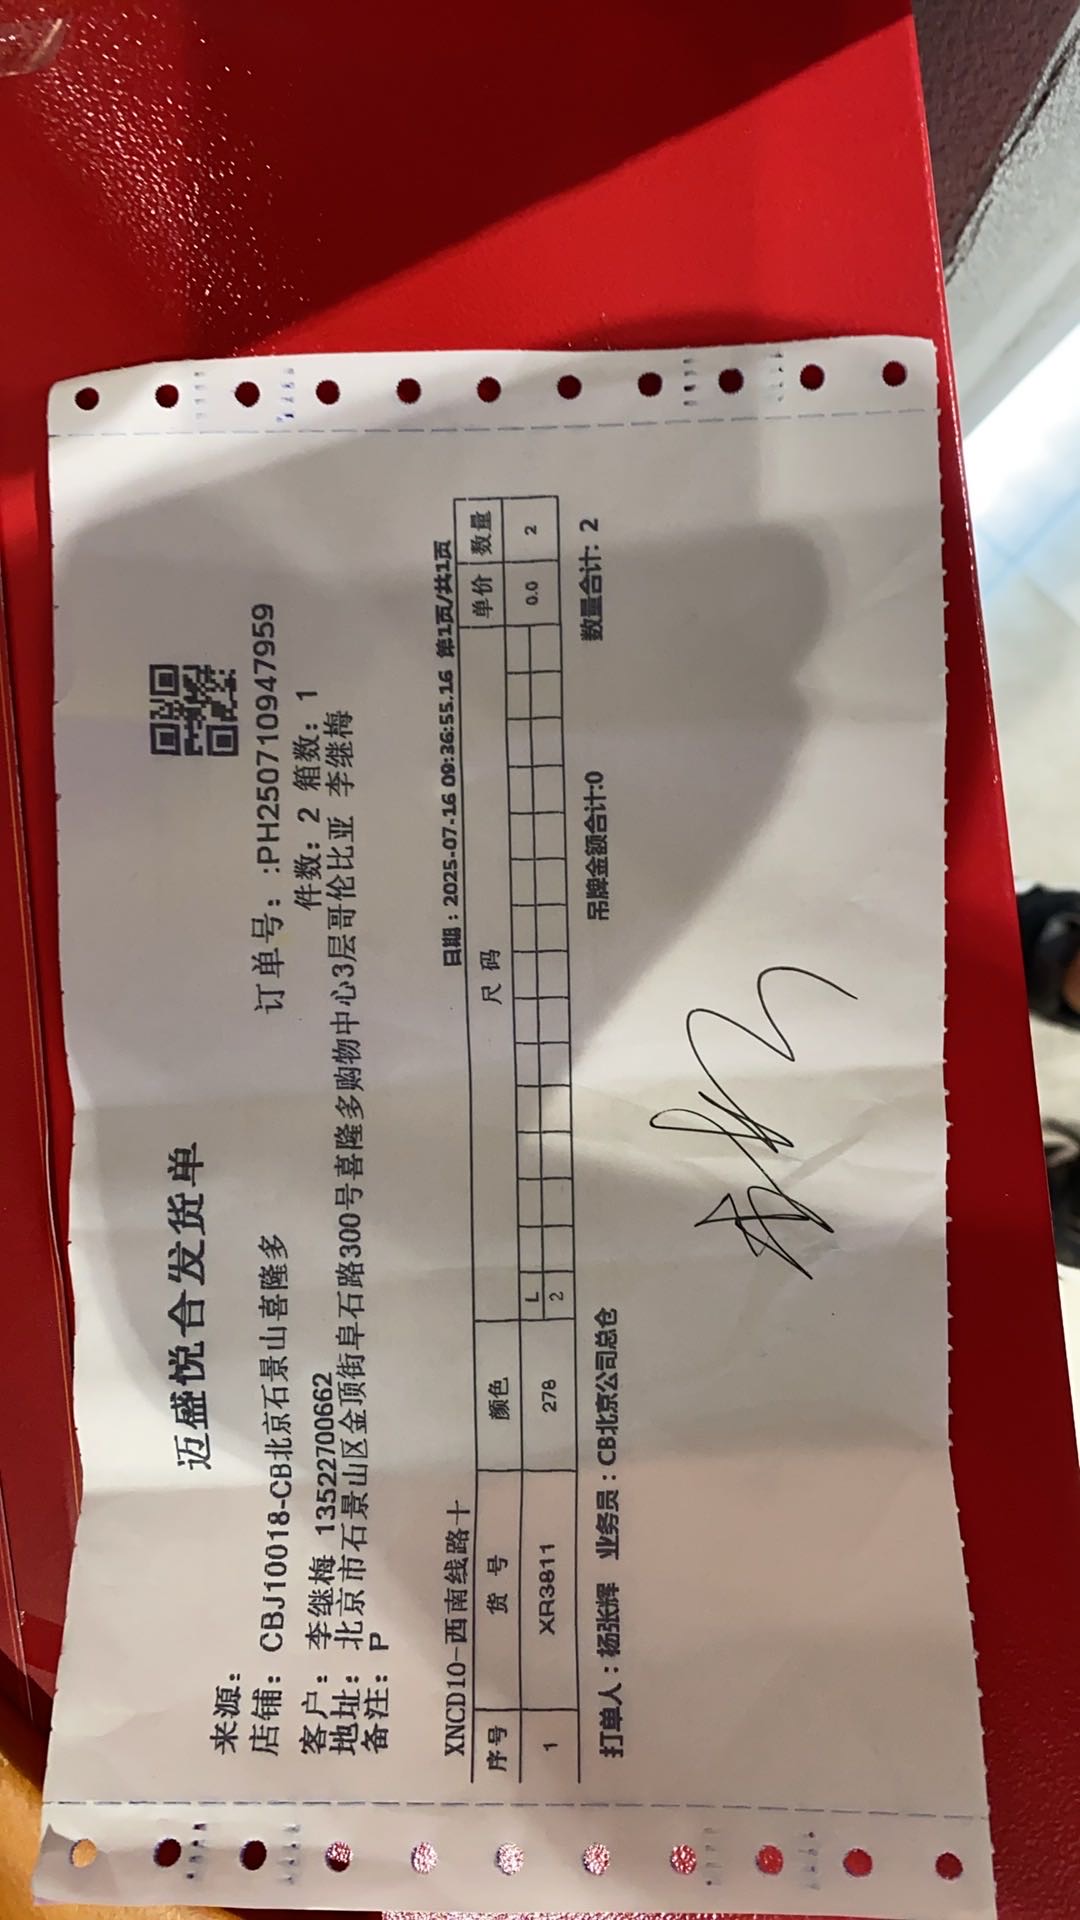 迈盛悦合发货单
来源:
订单号: :PH250710947959
店铺: CBJ10018-CB北京石景山喜隆多
件数: 2 箱数: 1
客户: 李继梅 13522700662
地址: 北京市石景山区金顶街阜石路300号喜隆多购物中心3层哥伦比亚 李继梅
备注: P
XNCD10-西南线路十 日期:2025-07-16 09:36:55.16 第1页/共1页
序号 货 号 颜色 尺 码 单价 数量
L
1 XR3811 278 2 0.0 2
打单人:杨张辉 业务员:CB北京公司总仓 吊牌金额合计:0 数量合计: 2